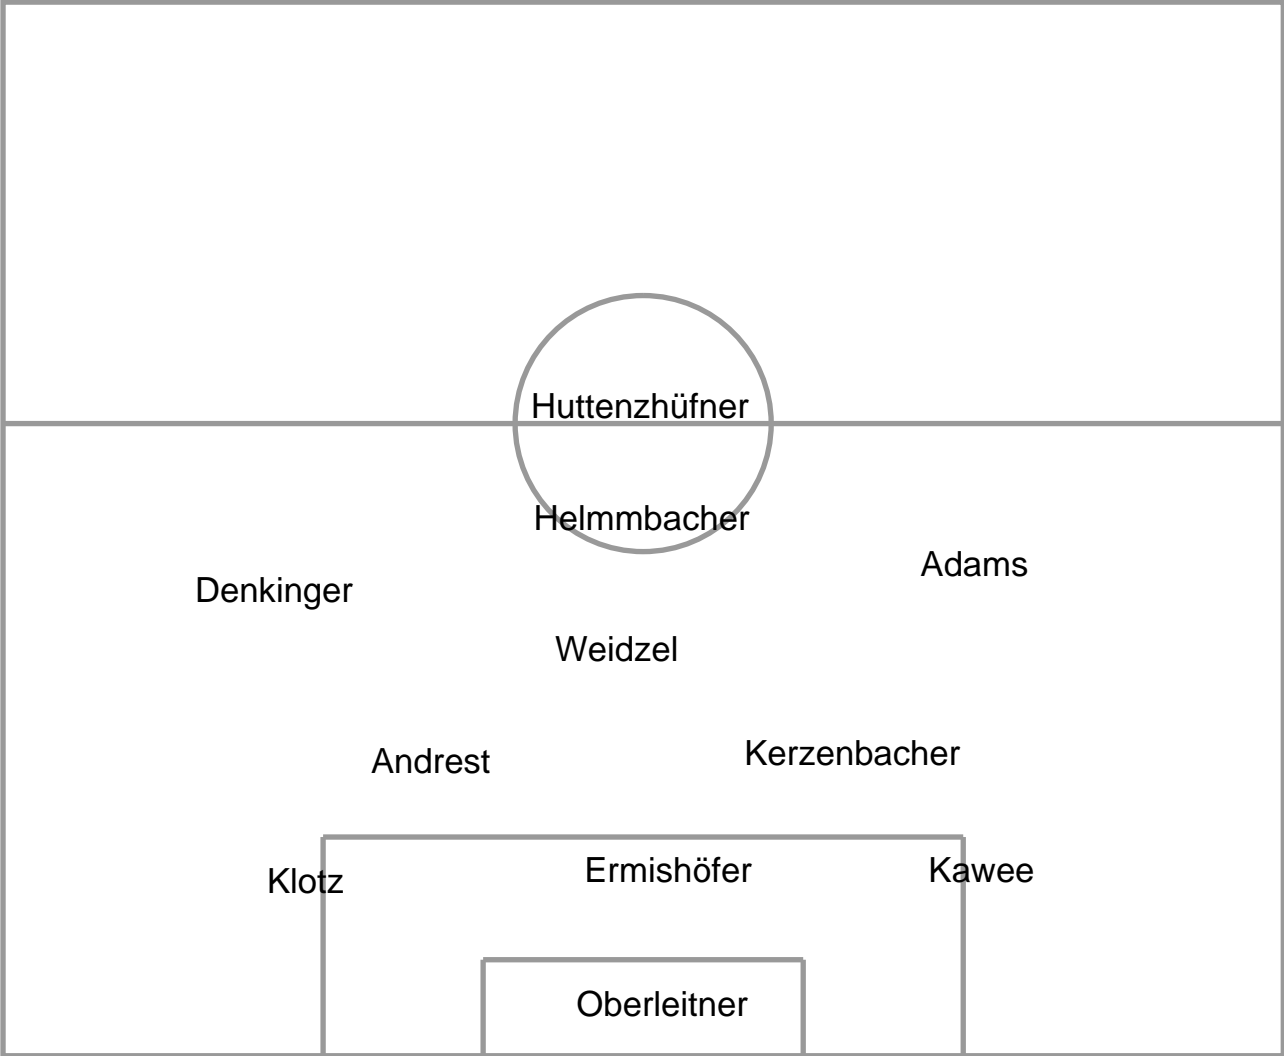 Huttenzhüfner
Helmmbacher
Adams
Denkinger
Weidzel
Kerzenbacher
Andrest
Ermishöfer
Kawee
Klotz
Oberleitner